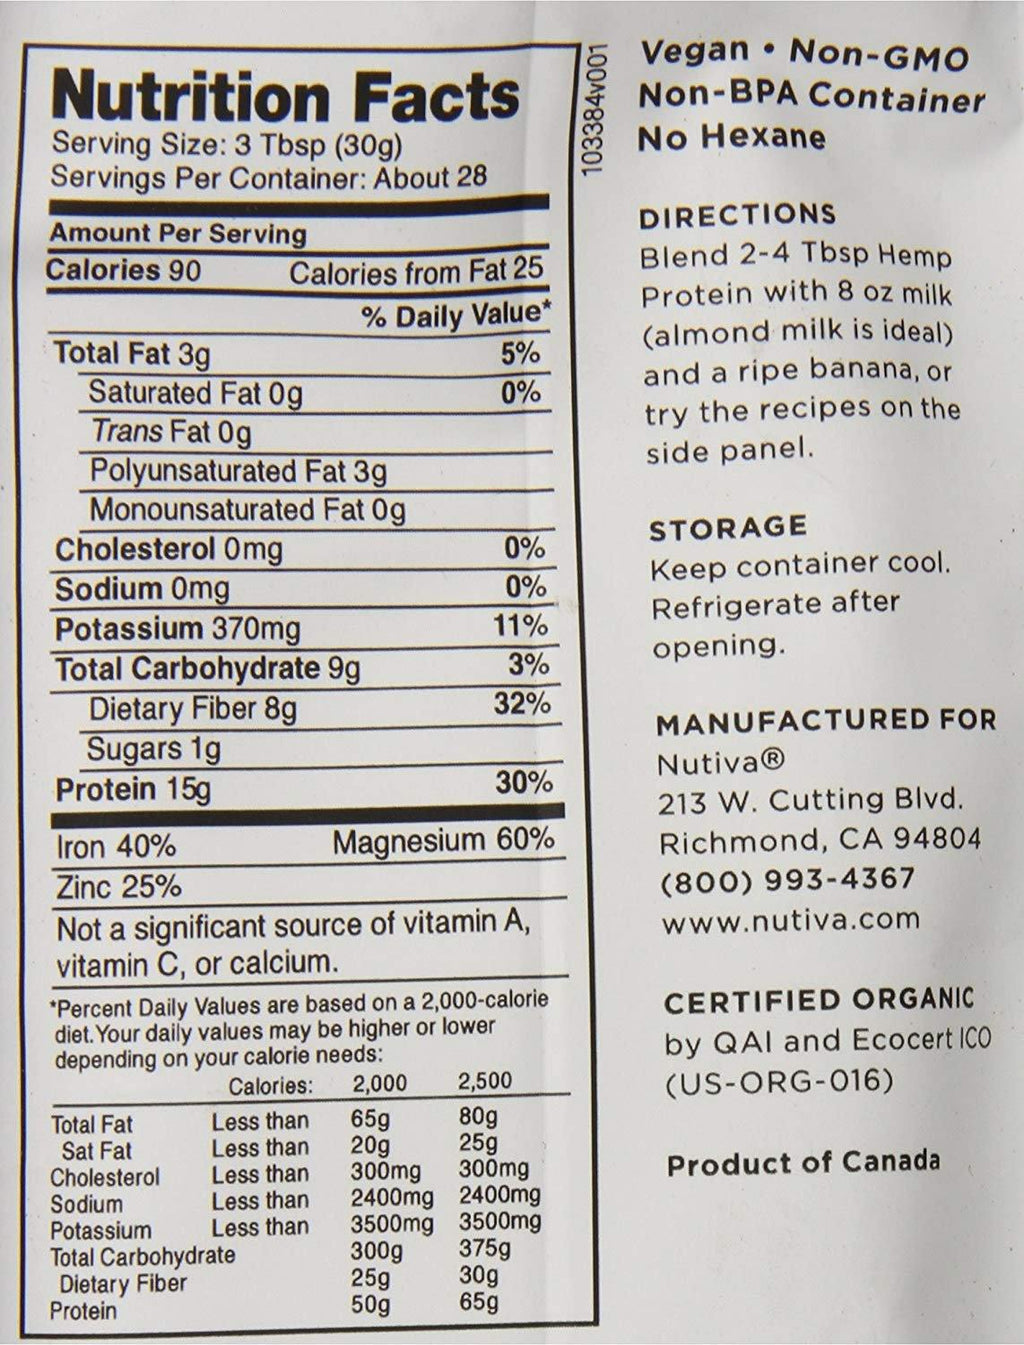 Nutrition Facts
Serving Size: 3 Tbsp (30g)
Servings Per Container: About 28
Amount Per Serving
Calories 90 Calories from Fat 25
% Daily Value*
Total Fat 3g 5%
Saturated Fat 0g 0%
Trans Fat 0g
Polyunsaturated Fat 3g
Monounsaturated Fat 0g
Cholesterol 0mg 0%
Sodium 0mg 0%
Potassium 370mg 11%
Total Carbohydrate 9g 3%
Dietary Fiber 8g 32%
Sugars 1g
Protein 15g 30%
Iron 40% Magnesium 60%
Zinc 25%
Not a significant source of vitamin A,
vitamin C, or calcium.
*Percent Daily Values are based on a 2,000-calorie
diet. Your daily values may be higher or lower
depending on your calorie needs:
Calories: 2,000 2,500
Total Fat Less than 65g 80g
Sat Fat Less than 20g 25g
Cholesterol Less than 300mg 300mg
Sodium Less than 2400mg 2400mg
Potassium Less than 3500mg 3500mg
Total Carbohydrate 300g 375g
Dietary Fiber 25g 30g
Protein 50g 65g
103384v001
Vegan • Non-GMO
Non-BPA Container
No Hexane
DIRECTIONS
Blend 2-4 Tbsp Hemp
Protein with 8 oz milk
(almond milk is ideal)
and a ripe banana, or
try the recipes on the
side panel.
STORAGE
Keep container cool.
Refrigerate after
opening.
MANUFACTURED FOR
Nutiva®
213 W. Cutting Blvd.
Richmond, CA 94804
(800) 993-4367
www.nutiva.com
CERTIFIED ORGANIC
by QAI and Ecocert ICO
(US-ORG-016)
Product of Canada